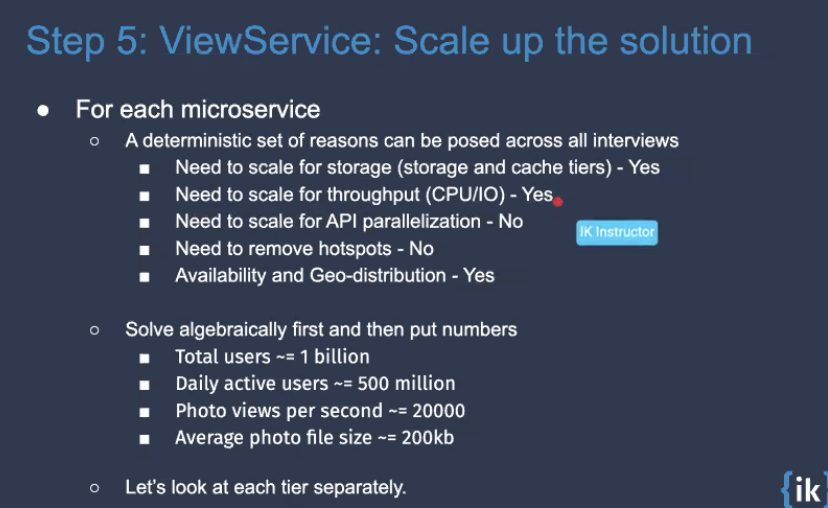 Step 5: ViewService: Scale up the solution
● For each microservice
○ A deterministic set of reasons can be posed across all interviews
■ Need to scale for storage (storage and cache tiers) - Yes
■ Need to scale for throughput (CPU/IO) - Yes
■ Need to scale for API parallelization - No
IK Instructor
■ Need to remove hotspots - No
■ Availability and Geo-distribution - Yes
○ Solve algebraically first and then put numbers
■ Total users ~= 1 billion
■ Daily active users ~= 500 million
■ Photo views per second ~= 20000
■ Average photo file size ~= 200kb
○ Let's look at each tier separately.
{ik}